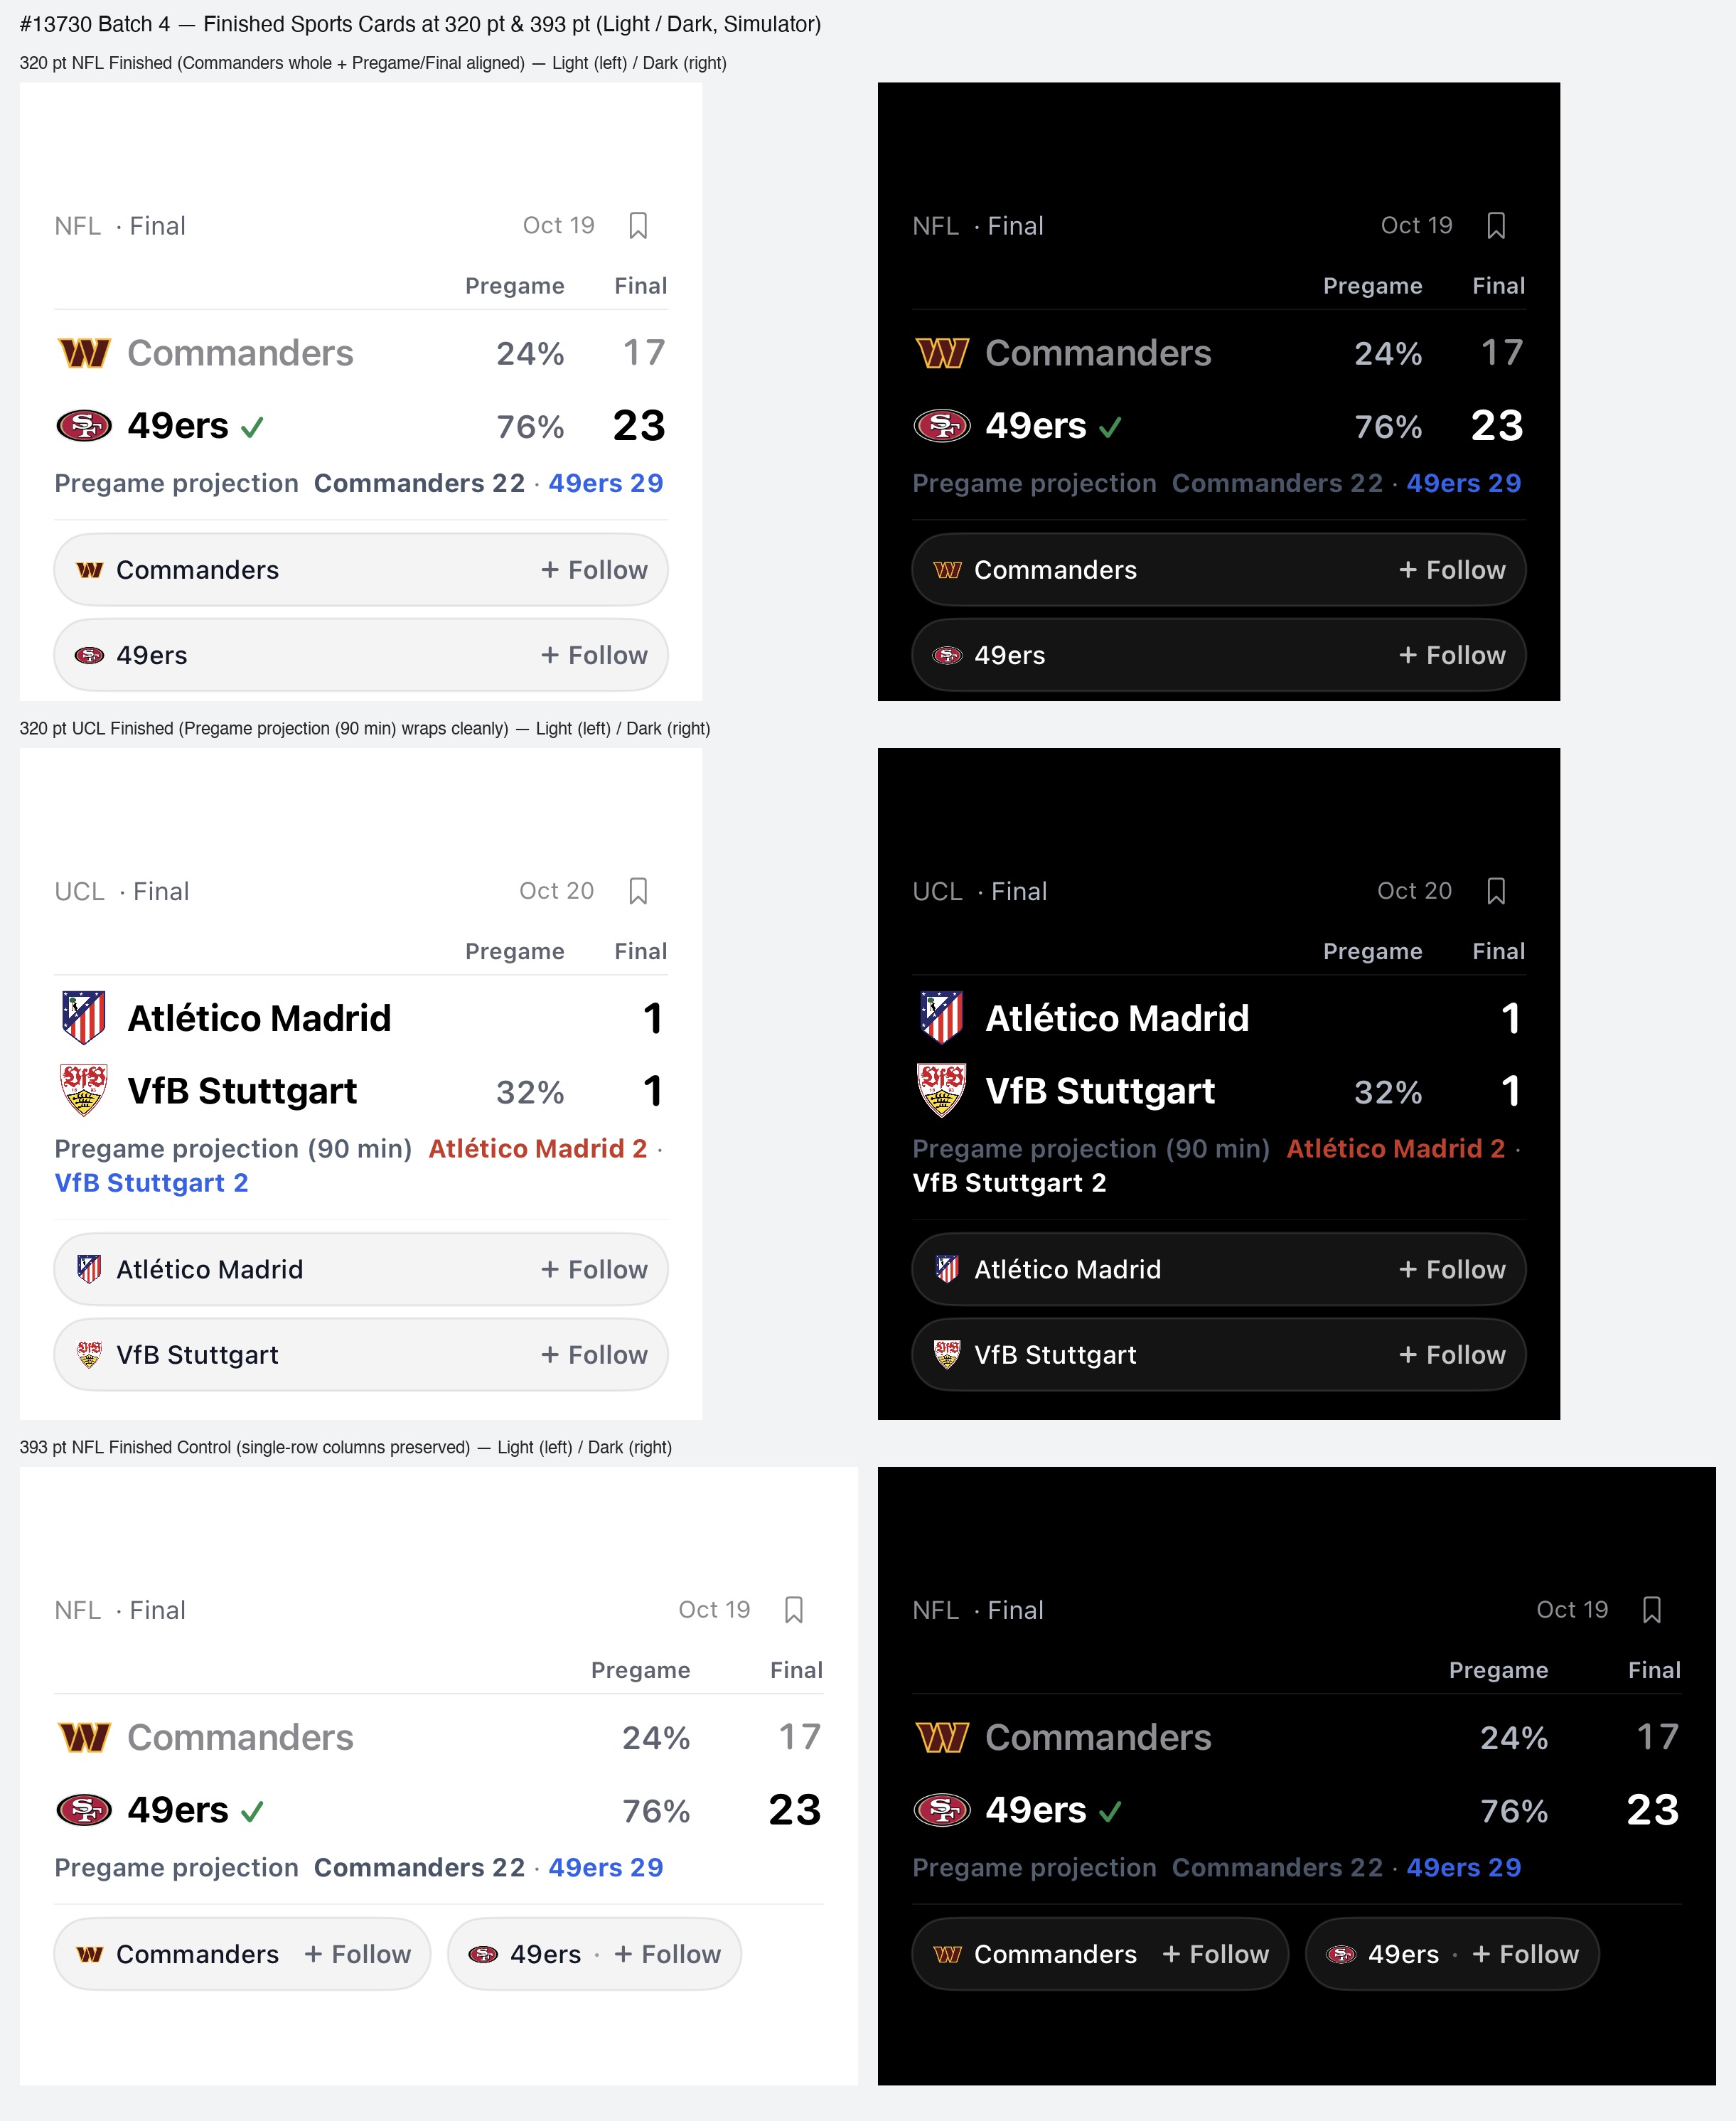 #13730 Batch 4 — Finished Sports Cards at 320 pt & 393 pt (Light / Dark, Simulator)
320 pt NFL Finished (Commanders whole + Pregame/Final aligned) — Light (left) / Dark (right)
NFL · Final Oct 19
Pregame Final
Commanders 24% 17
49ers ✓ 76% 23
Pregame projection Commanders 22 · 49ers 29
Commanders + Follow
49ers + Follow
NFL · Final Oct 19
Pregame Final
Commanders 24% 17
49ers ✓ 76% 23
Pregame projection Commanders 22 · 49ers 29
Commanders + Follow
49ers + Follow
320 pt UCL Finished (Pregame projection (90 min) wraps cleanly) — Light (left) / Dark (right)
UCL · Final Oct 20
Pregame Final
Atlético Madrid 1
VfB Stuttgart 32% 1
Pregame projection (90 min) Atlético Madrid 2 ·
VfB Stuttgart 2
Atlético Madrid + Follow
VfB Stuttgart + Follow
UCL · Final Oct 20
Pregame Final
Atlético Madrid 1
VfB Stuttgart 32% 1
Pregame projection (90 min) Atlético Madrid 2 ·
VfB Stuttgart 2
Atlético Madrid + Follow
VfB Stuttgart + Follow
393 pt NFL Finished Control (single-row columns preserved) — Light (left) / Dark (right)
NFL · Final Oct 19
Pregame Final
Commanders 24% 17
49ers ✓ 76% 23
Pregame projection Commanders 22 · 49ers 29
Commanders + Follow 49ers · + Follow
NFL · Final Oct 19
Pregame Final
Commanders 24% 17
49ers ✓ 76% 23
Pregame projection Commanders 22 · 49ers 29
Commanders + Follow 49ers · + Follow